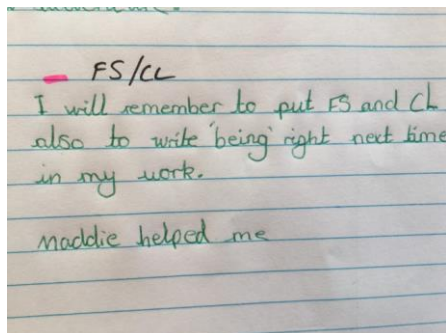 - FS/CL
I will remember to put FS and CL
also to write 'being' right next time
in my work.
Maddie helped me